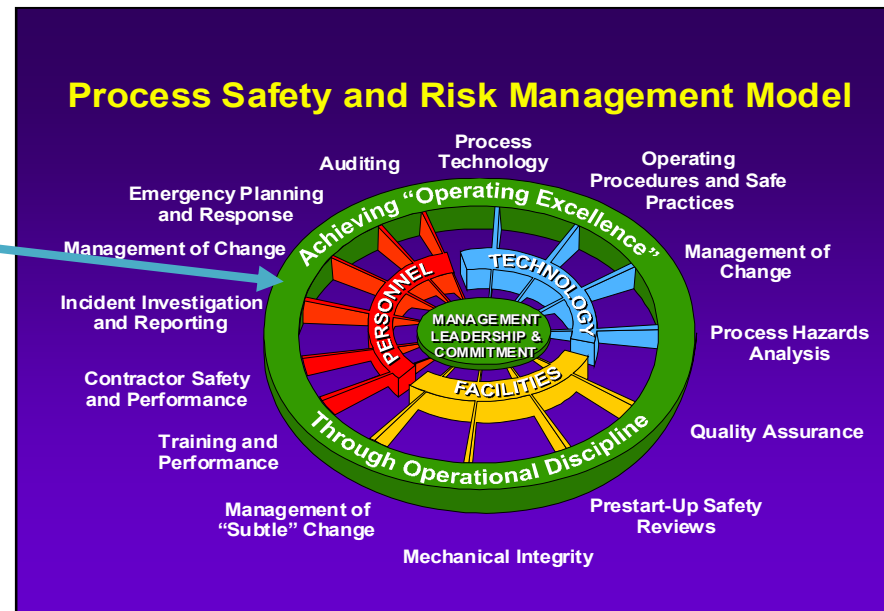 Process Safety and Risk Management Model
Process
Technology
Auditing
Operating
Procedures and Safe
Practices
Emergency Planning
and Response
Achieving “Operating Excellence”
Management of Change
Management of
Change
PERSONNEL
TECHNOLOGY
Incident Investigation
and Reporting
MANAGEMENT
LEADERSHIP &
COMMITMENT
Process Hazards
Analysis
FACILITIES
Contractor Safety
and Performance
Quality Assurance
Training and
Performance
Through Operational Discipline
Management of
“Subtle” Change
Prestart-Up Safety
Reviews
Mechanical Integrity